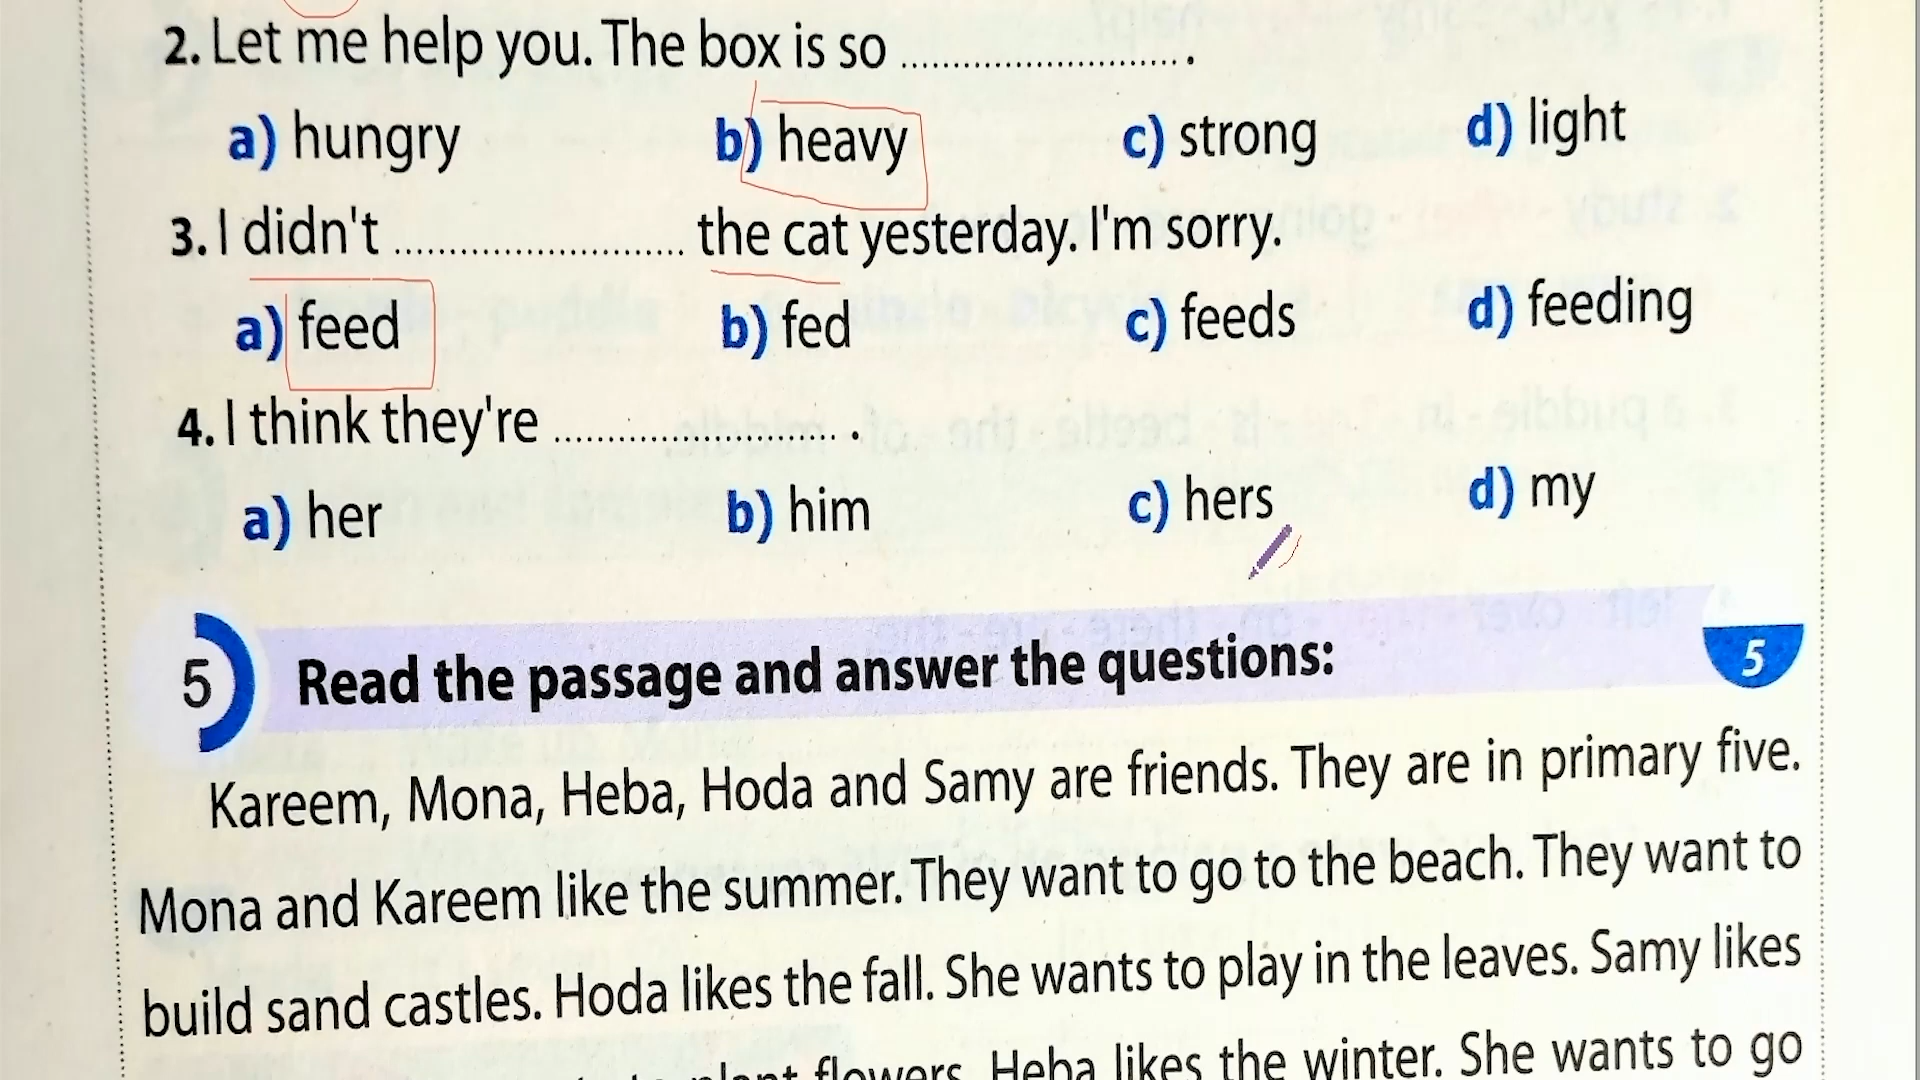 2. Let me help you. The box is so ............................ .
a) hungry b) heavy c) strong d) light
3. I didn't ............................ the cat yesterday. I'm sorry.
a) feed b) fed c) feeds d) feeding
4. I think they're ............................ .
a) her b) him c) hers d) my
5 Read the passage and answer the questions: 5
Kareem, Mona, Heba, Hoda and Samy are friends. They are in primary five.
Mona and Kareem like the summer. They want to go to the beach. They want to
build sand castles. Hoda likes the fall. She wants to play in the leaves. Samy likes
plant flowers. Heba likes the winter. She wants to go